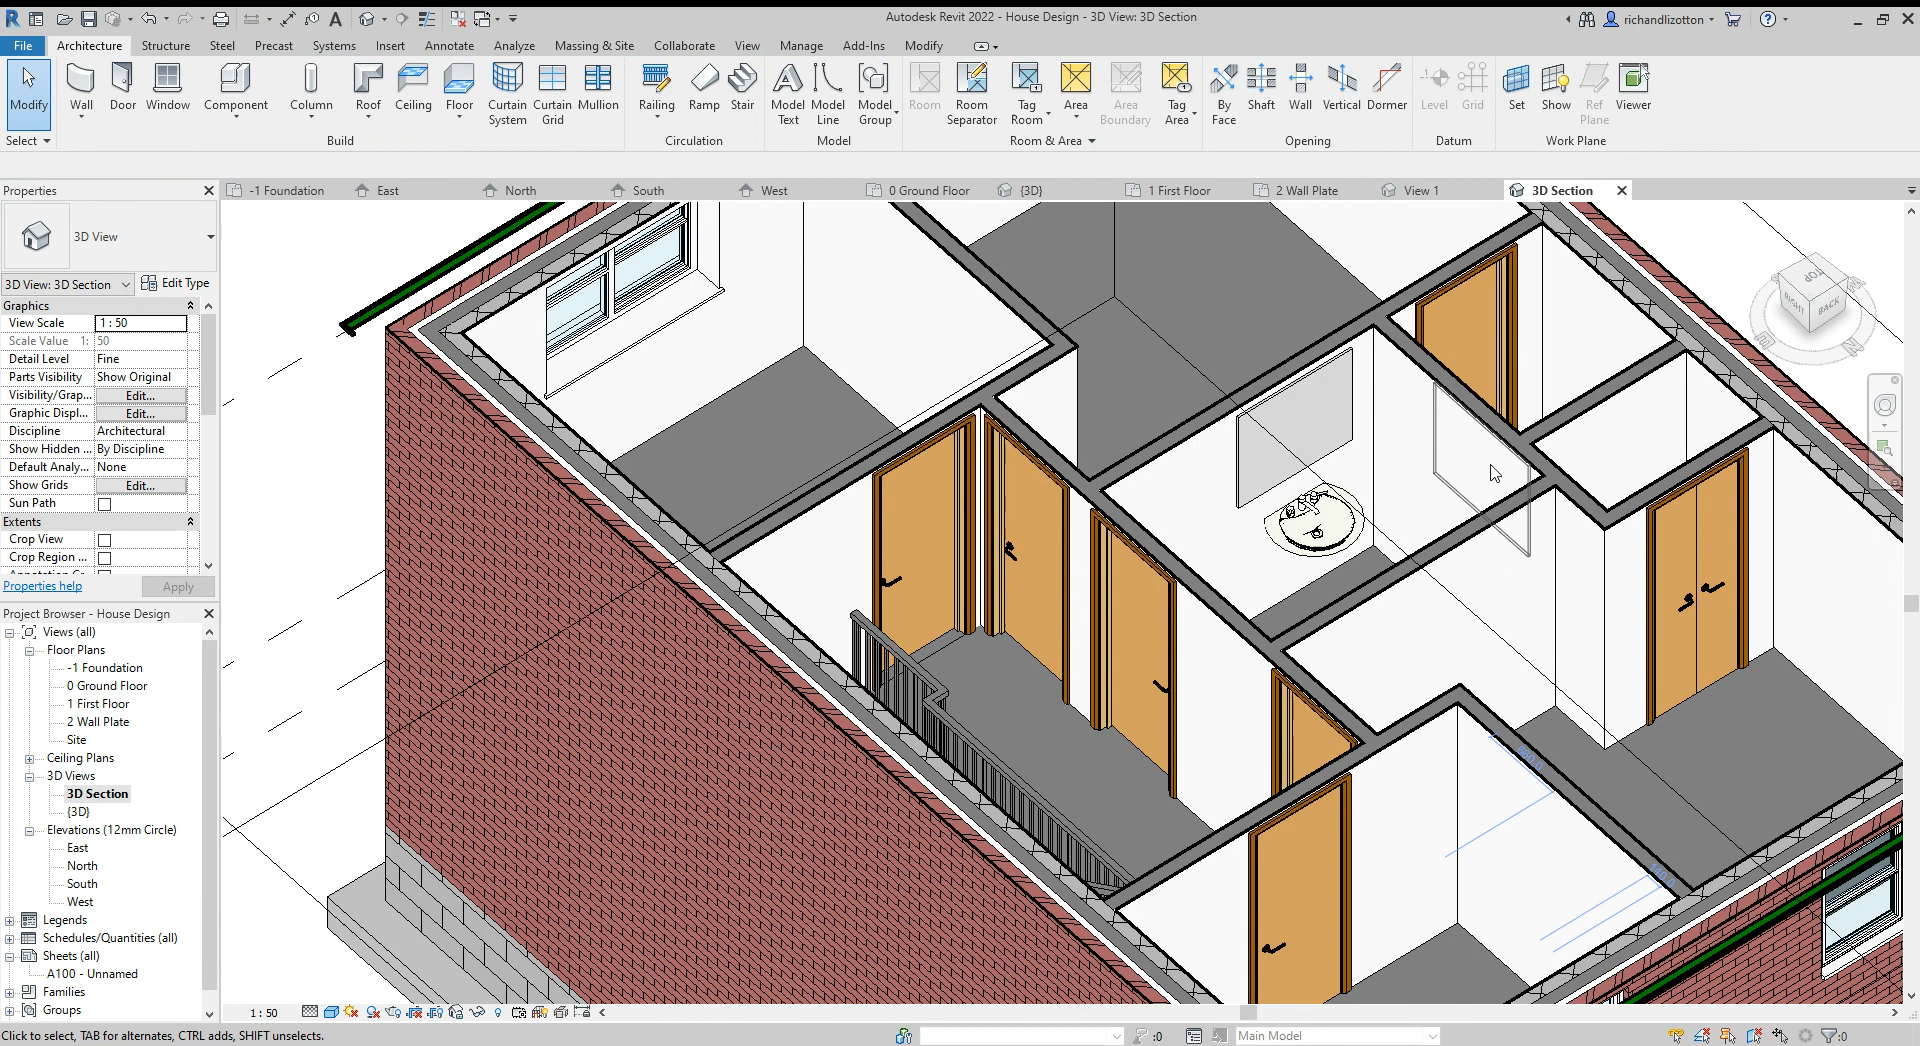 Autodesk Revit 2022 - House Design - 3D View: 3D Section
richandlizotton
File Architecture Structure Steel Precast Systems Insert Annotate Analyze Massing & Site Collaborate View Manage Add-Ins Modify
Modify Wall Door Window Component Column Roof Ceiling Floor Curtain System Curtain Grid Mullion Railing Ramp Stair Model Text Model Line Model Group Room Room Separator Tag Room Area Area Boundary Tag Area By Face Shaft Wall Vertical Dormer Level Grid Set Show Ref Plane Viewer
Select Build Circulation Model Room & Area Opening Datum Work Plane
Properties
-1 Foundation East North South West 0 Ground Floor {3D} 1 First Floor 2 Wall Plate View 1 3D Section
3D View
3D View: 3D Section Edit Type
Graphics
View Scale 1 : 50
Scale Value 1: 50
Detail Level Fine
Parts Visibility Show Original
Visibility/Grap... Edit...
Graphic Displ... Edit...
Discipline Architectural
Show Hidden ... By Discipline
Default Analy... None
Show Grids Edit...
Sun Path
Extents
Crop View
Crop Region ...
Properties help Apply
Project Browser - House Design
Views (all)
Floor Plans
-1 Foundation
0 Ground Floor
1 First Floor
2 Wall Plate
Site
Ceiling Plans
3D Views
3D Section
{3D}
Elevations (12mm Circle)
East
North
South
West
Legends
Schedules/Quantities (all)
Sheets (all)
A100 - Unnamed
Families
Groups
TOP
RIGHT
BACK
N
1 : 50
Click to select, TAB for alternates, CTRL adds, SHIFT unselects.
:0
Main Model
:0